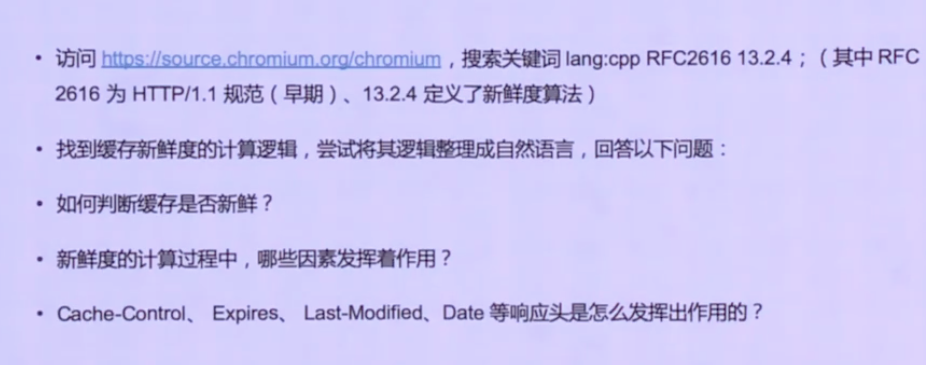 • 访问 https://source.chromium.org/chromium ，搜索关键词 lang:cpp RFC2616 13.2.4；（其中 RFC
2616 为 HTTP/1.1 规范（早期）、13.2.4 定义了新鲜度算法）
• 找到缓存新鲜度的计算逻辑，尝试将其逻辑整理成自然语言，回答以下问题：
• 如何判断缓存是否新鲜？
• 新鲜度的计算过程中，哪些因素发挥着作用？
• Cache-Control、 Expires、 Last-Modified、Date 等响应头是怎么发挥出作用的？